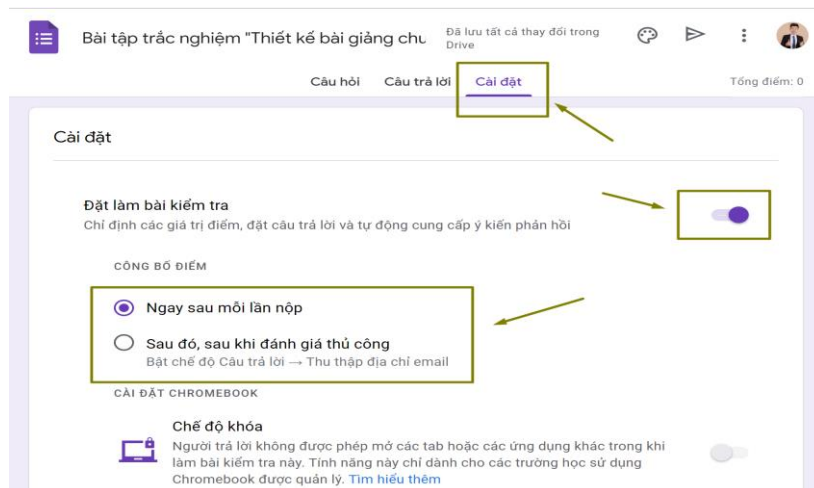 Bài tập trắc nghiệm "Thiết kế bài giảng chu
Đã lưu tất cả thay đổi trong
Drive
Câu hỏi Câu trả lời Cài đặt Tổng điểm: 0
Cài đặt
Đặt làm bài kiểm tra
Chỉ định các giá trị điểm, đặt câu trả lời và tự động cung cấp ý kiến phản hồi
CÔNG BỐ ĐIỂM
Ngay sau mỗi lần nộp
Sau đó, sau khi đánh giá thủ công
Bật chế độ Câu trả lời → Thu thập địa chỉ email
CÀI ĐẶT CHROMEBOOK
Chế độ khóa
Người trả lời không được phép mở các tab hoặc các ứng dụng khác trong khi
làm bài kiểm tra này. Tính năng này chỉ dành cho các trường học sử dụng
Chromebook được quản lý. Tìm hiểu thêm